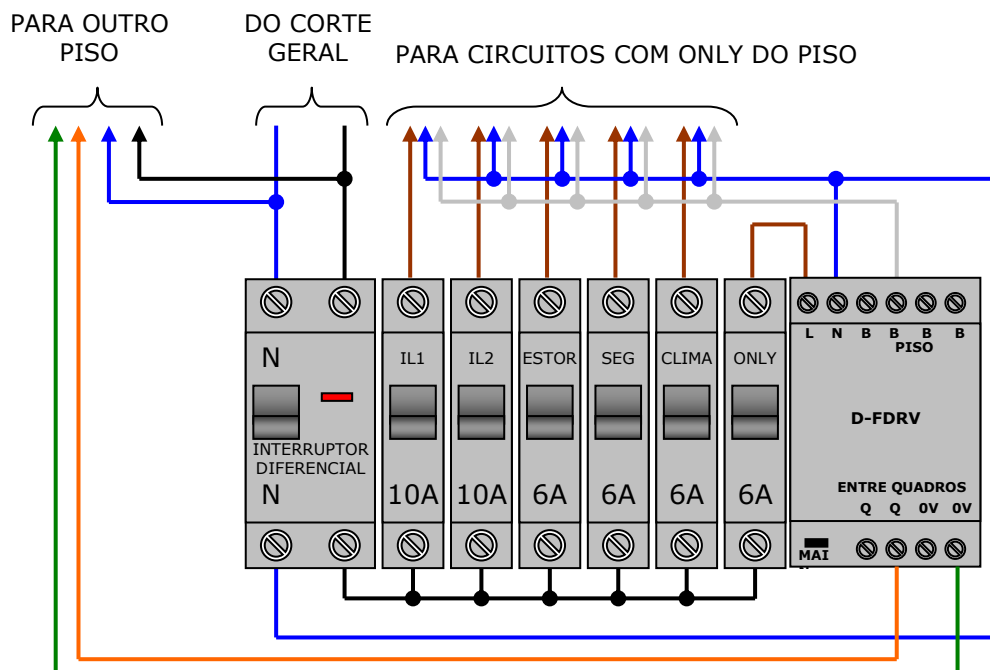 PARA OUTRO
PISO
DO CORTE
GERAL
PARA CIRCUITOS COM ONLY DO PISO
N
INTERRUPTOR
DIFERENCIAL
N
IL1
10A
IL2
10A
ESTOR
6A
SEG
6A
CLIMA
6A
ONLY
6A
L N B B B B
PISO
D-FDRV
ENTRE QUADROS
Q Q 0V 0V
MAI